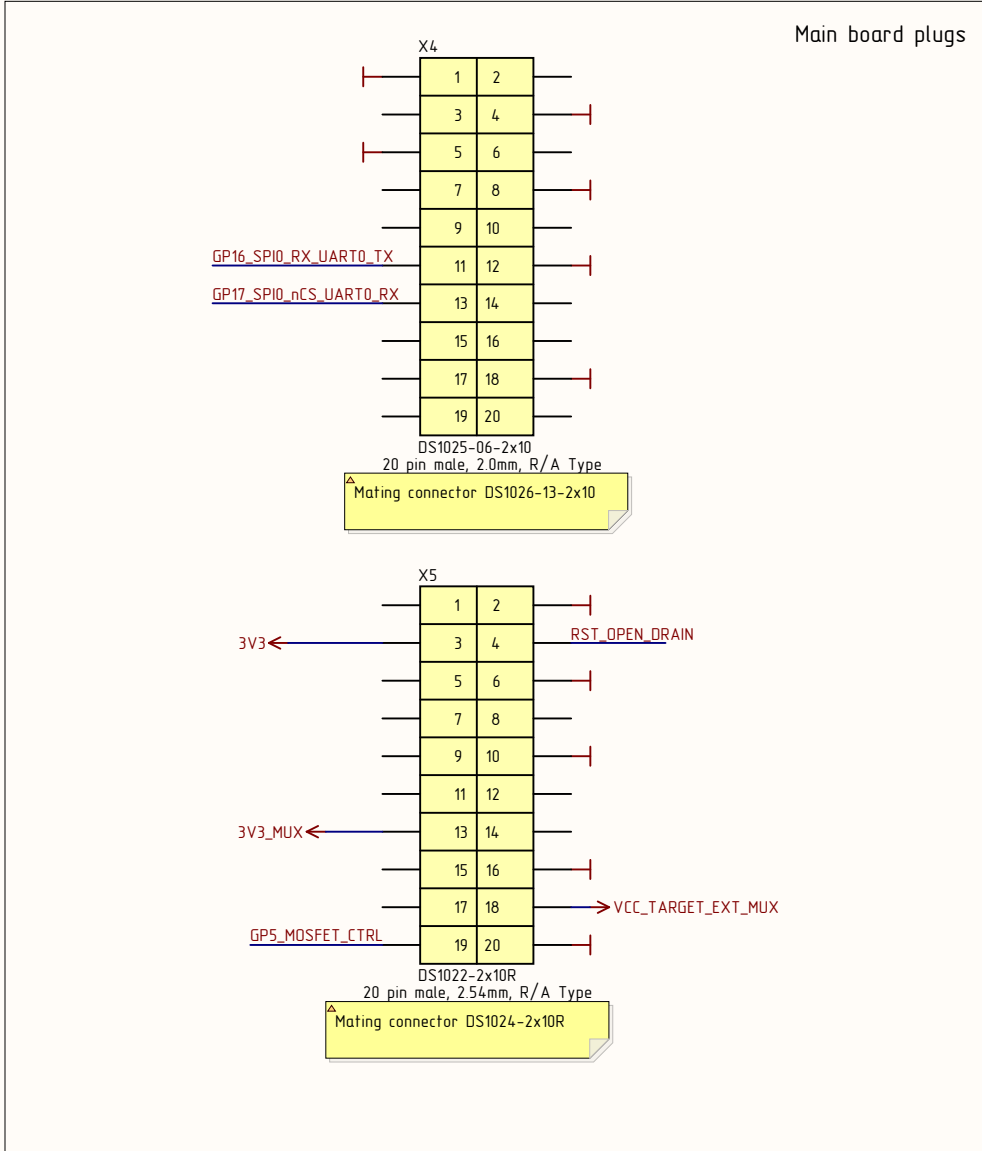 Main board plugs
X4
1 2
3 4
5 6
7 8
9 10
GP16_SPI0_RX_UART0_TX
11 12
GP17_SPI0_nCS_UART0_RX
13 14
15 16
17 18
19 20
DS1025-06-2x10
20 pin male, 2.0mm, R/A Type
Mating connector DS1026-13-2x10
X5
1 2
3V3 3 4 RST_OPEN_DRAIN
5 6
7 8
9 10
11 12
3V3_MUX 13 14
15 16
17 18 VCC_TARGET_EXT_MUX
GP5_MOSFET_CTRL 19 20
DS1022-2x10R
20 pin male, 2.54mm, R/A Type
Mating connector DS1024-2x10R